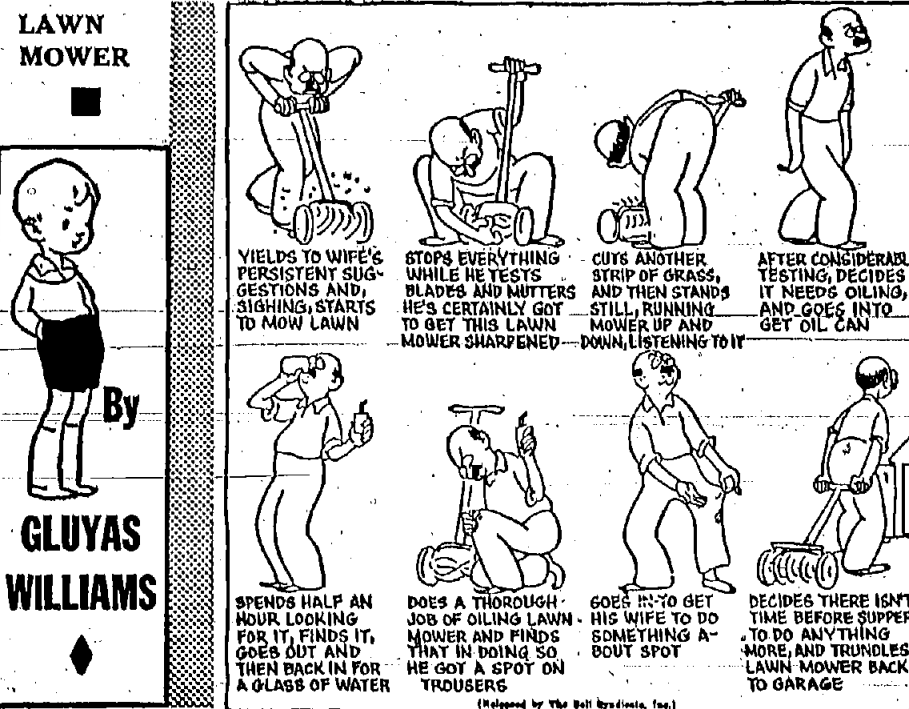 LAWN
MOWER
By
GLUYAS
WILLIAMS
YIELDS TO WIFE'S
PERSISTENT SUG-
GESTIONS AND,
SIGHING, STARTS
TO MOW LAWN
STOPS EVERYTHING
WHILE HE TESTS
BLADES AND MUTTERS
HE'S CERTAINLY GOT
TO GET THIS LAWN
MOWER SHARPENED
CUTS ANOTHER
STRIP OF GRASS,
AND THEN STANDS
STILL, RUNNING
MOWER UP AND
DOWN, LISTENING TO IT
AFTER CONSIDERABL
TESTING, DECIDES
IT NEEDS OILING,
AND GOES INTO
GET OIL CAN
SPENDS HALF AN
HOUR LOOKING
FOR IT, FINDS IT,
GOES OUT AND
THEN BACK IN FOR
A GLASS OF WATER
DOES A THOROUGH
JOB OF OILING LAWN
MOWER AND FINDS
THAT IN DOING SO
HE GOT A SPOT ON
TROUSERS
GOES IN TO GET
HIS WIFE TO DO
SOMETHING A-
BOUT SPOT
DECIDES THERE ISN'T
TIME BEFORE SUPPER
TO DO ANYTHING
MORE, AND TRUNDLES
LAWN MOWER BACK
TO GARAGE
(Released by The Bell Syndicate, Inc.)